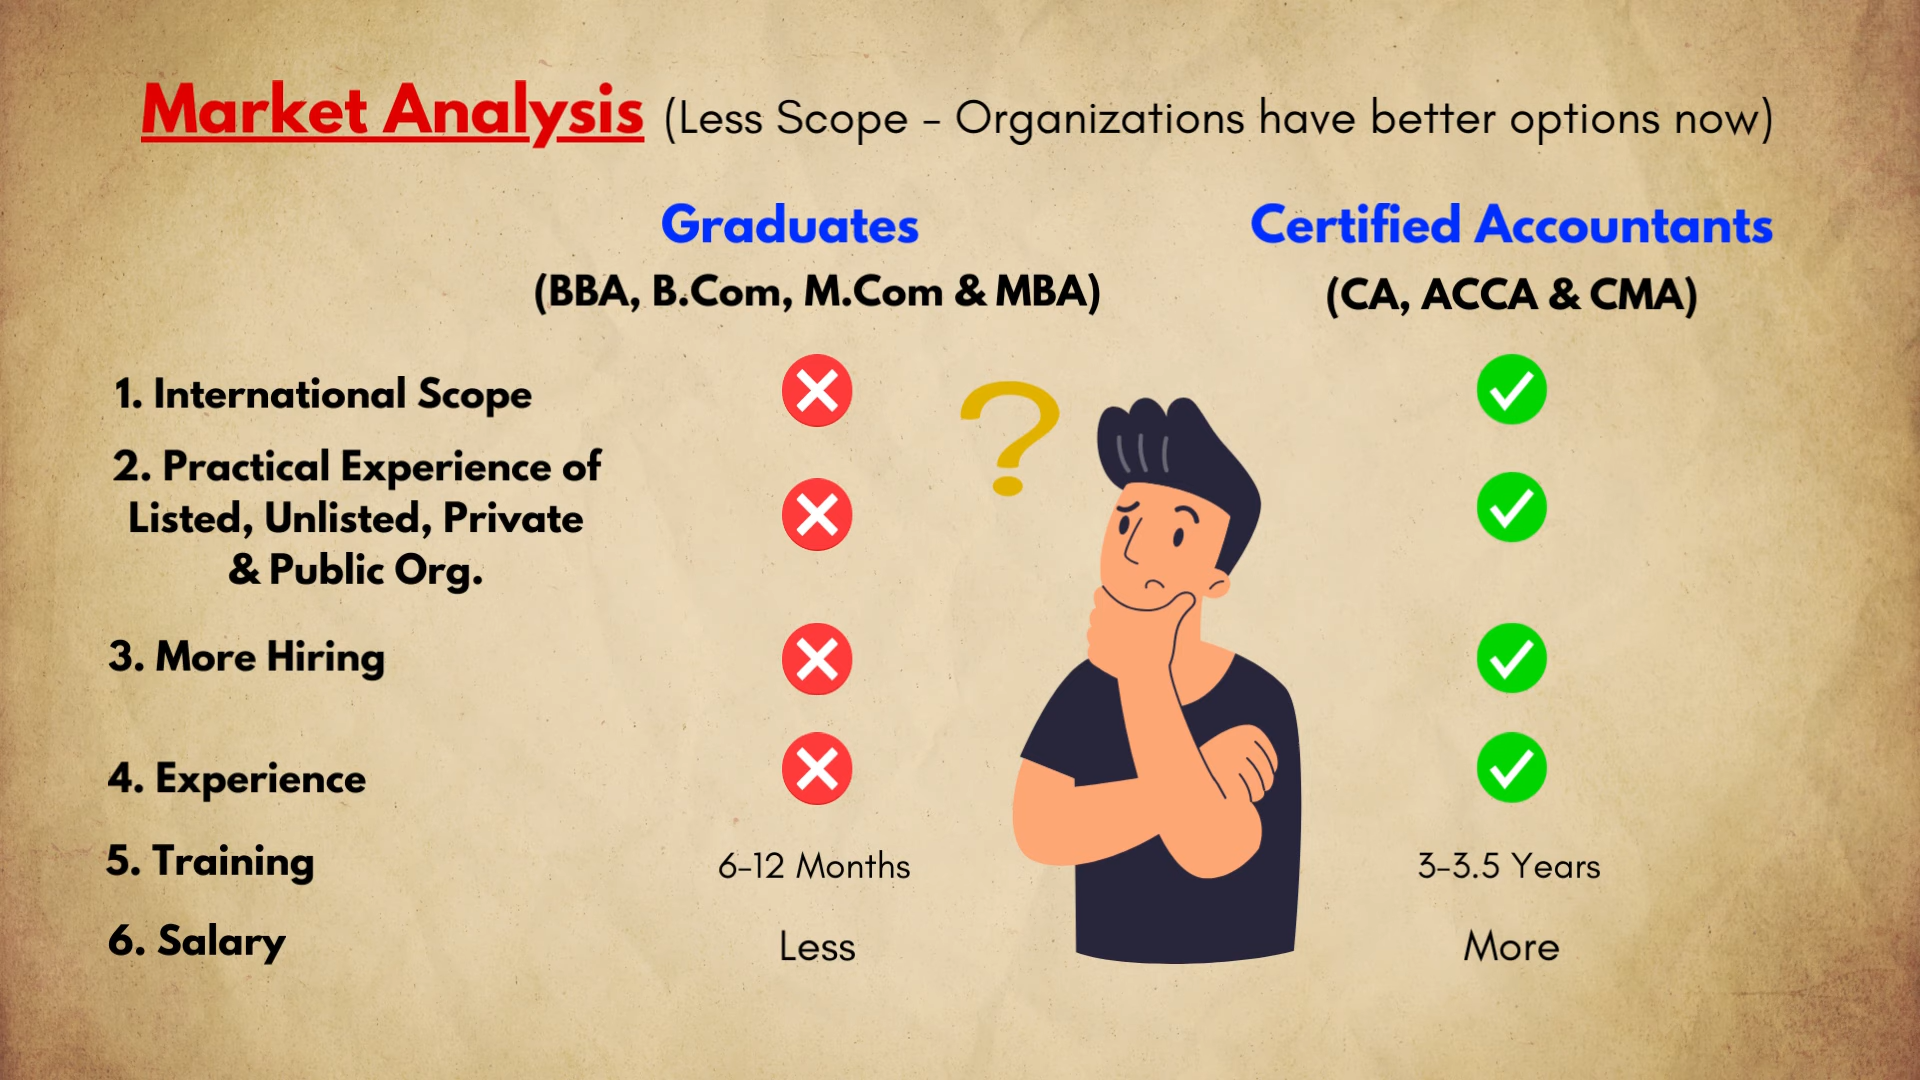 Market Analysis (Less Scope - Organizations have better options now)
Graduates
Certified Accountants
(BBA, B.Com, M.Com & MBA)
(CA, ACCA & CMA)
1. International Scope
2. Practical Experience of
Listed, Unlisted, Private
& Public Org.
3. More Hiring
4. Experience
5. Training
6-12 Months
3-3.5 Years
6. Salary
Less
More
?